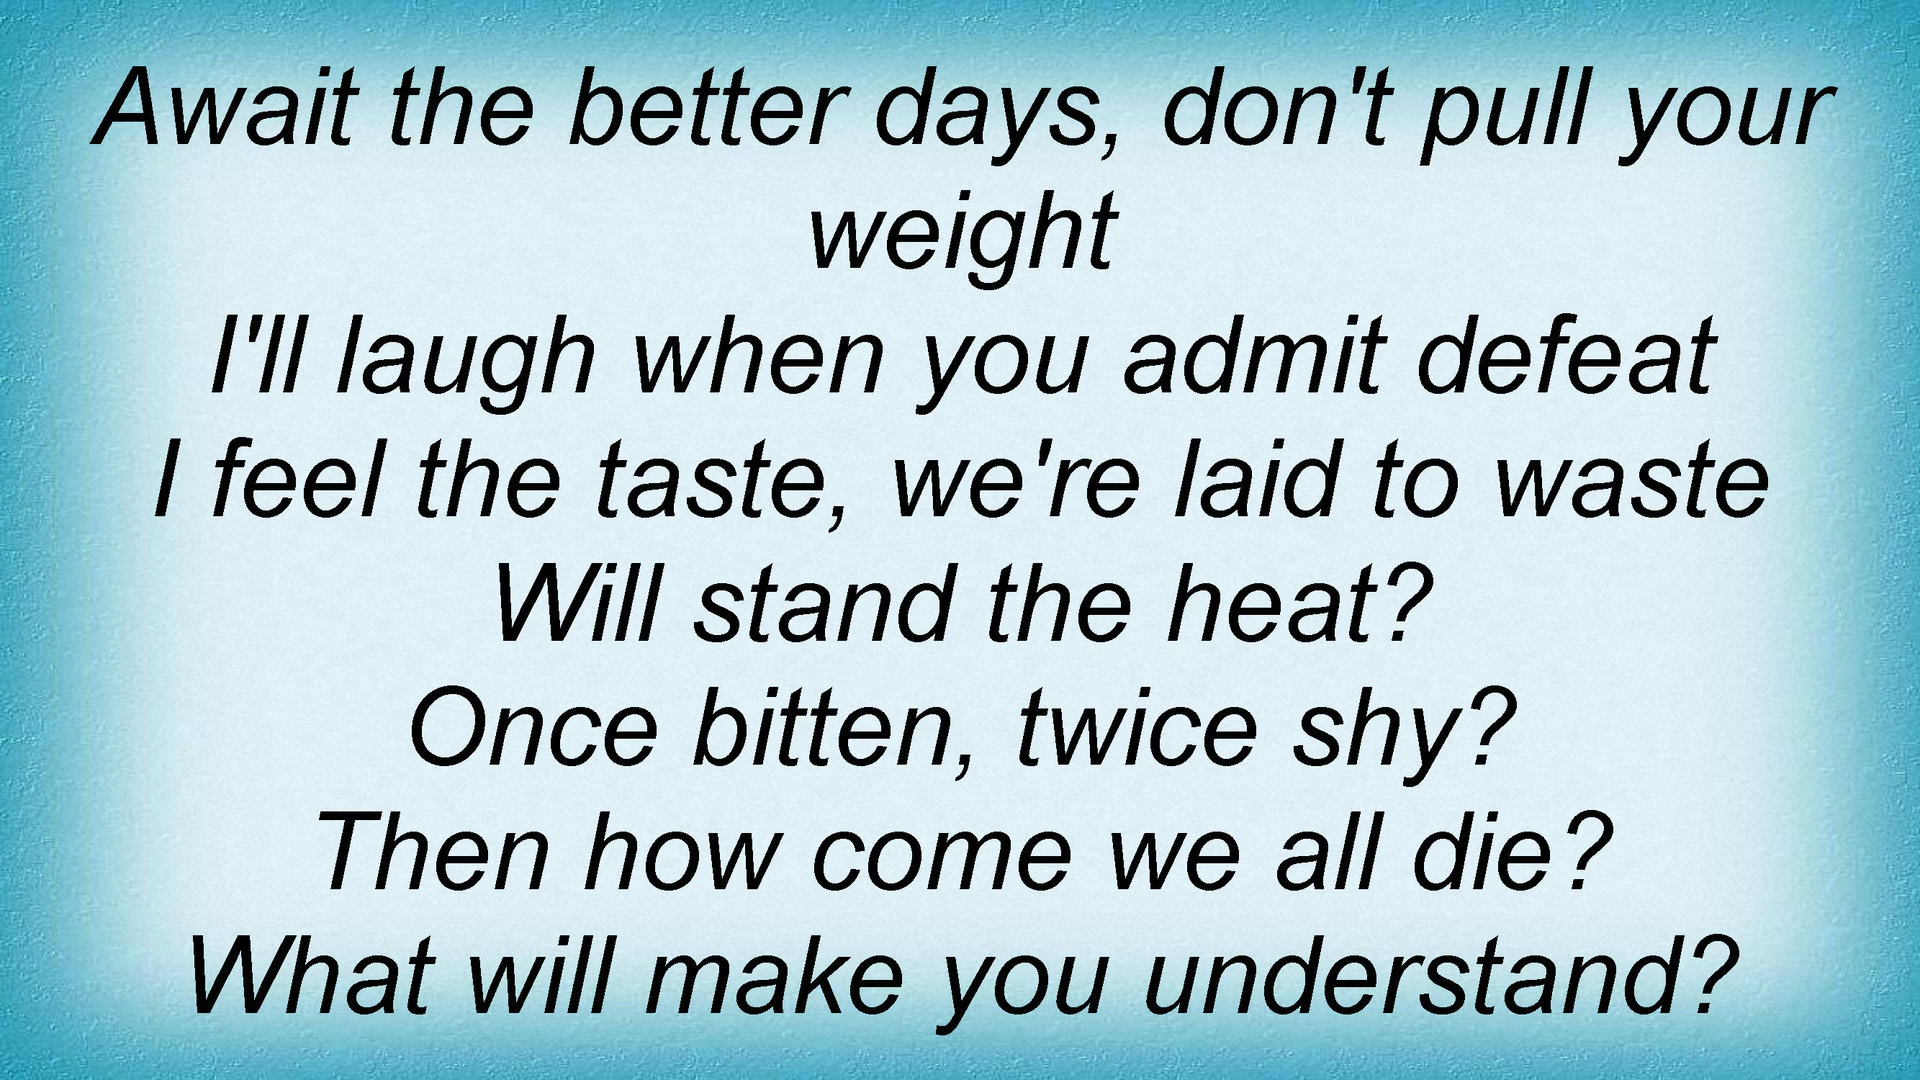 Await the better days, don't pull your
weight
I'll laugh when you admit defeat
I feel the taste, we're laid to waste
Will stand the heat?
Once bitten, twice shy?
Then how come we all die?
What will make you understand?